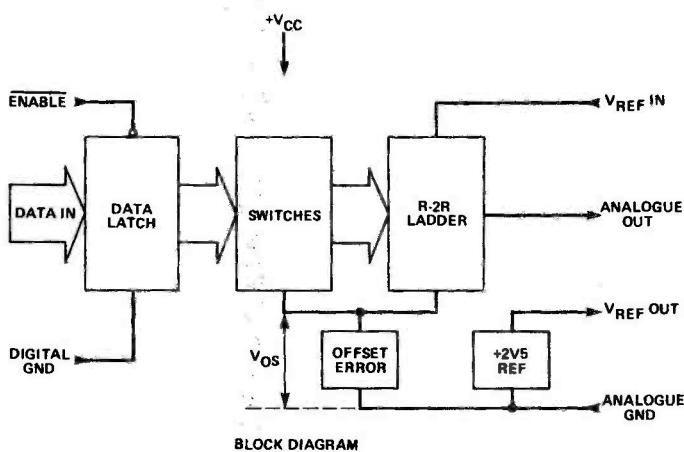 +VCC
ENABLE
VREF IN
DATA IN
DATA
LATCH
SWITCHES
R-2R
LADDER
ANALOGUE
OUT
VREF OUT
DIGITAL
GND
VOS
OFFSET
ERROR
+2V5
REF
ANALOGUE
GND
BLOCK DIAGRAM